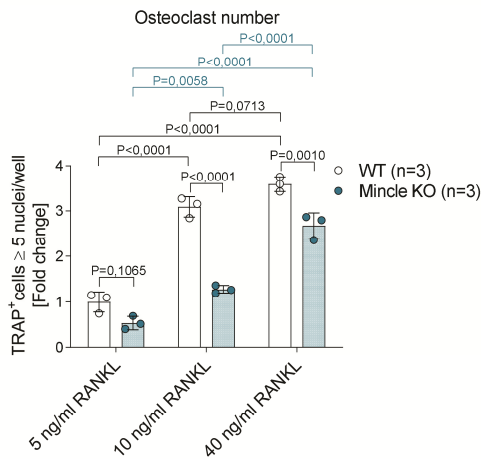 Osteoclast number
P<0,0001
P<0,0001
P=0,0058
P=0,0713
P<0,0001
P<0,0001
P<0,0001
P=0,0010
P=0,1065
WT (n=3)
Mincle KO (n=3)
TRAP+cells ≥ 5 nuclei/well
[Fold change]
4
3
2
1
0
5 ng/ml RANKL
10 ng/ml RANKL
40 ng/ml RANKL